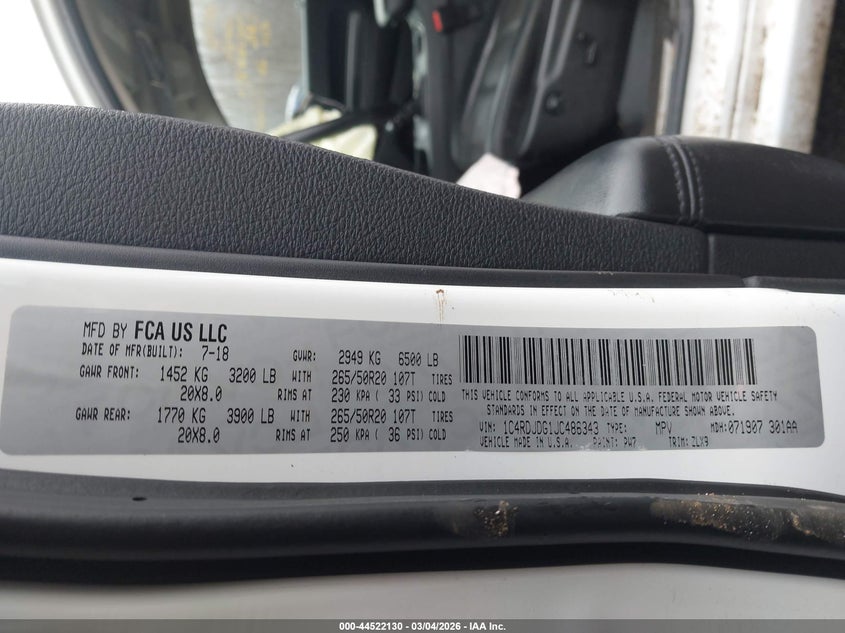 MFD BY FCA US LLC
DATE OF MFR(BUILT): 7-18 GVWR: 2949 KG 6500 LB
GAWR FRONT: 1452 KG 3200 LB WITH 265/50R20 107T TIRES
20X8.0 RIMS AT 230 KPA ( 33 PSI) COLD
GAWR REAR: 1770 KG 3900 LB WITH 265/50R20 107T TIRES
20X8.0 RIMS AT 250 KPA ( 36 PSI) COLD
THIS VEHICLE CONFORMS TO ALL APPLICABLE U.S.A. FEDERAL MOTOR VEHICLE SAFETY
STANDARDS IN EFFECT ON THE DATE OF MANUFACTURE SHOWN ABOVE.
VIN: 1C4RDJDG1JC486343 TYPE: MPV MDH: 071907 301AA
VEHICLE MADE IN U.S.A. PAINT: PW7 TRIM: ZLX9
000-44522130 - 03/04/2026 - IAA Inc.